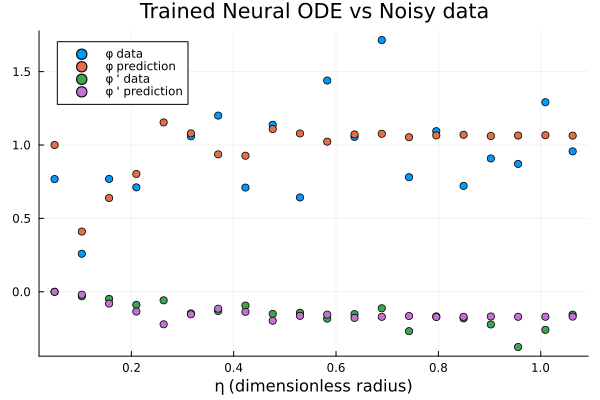 Trained Neural ODE vs Noisy data
φ data
φ prediction
φ ' data
φ ' prediction
1.5
1.0
0.5
0.0
0.2
0.4
0.6
0.8
1.0
η (dimensionless radius)